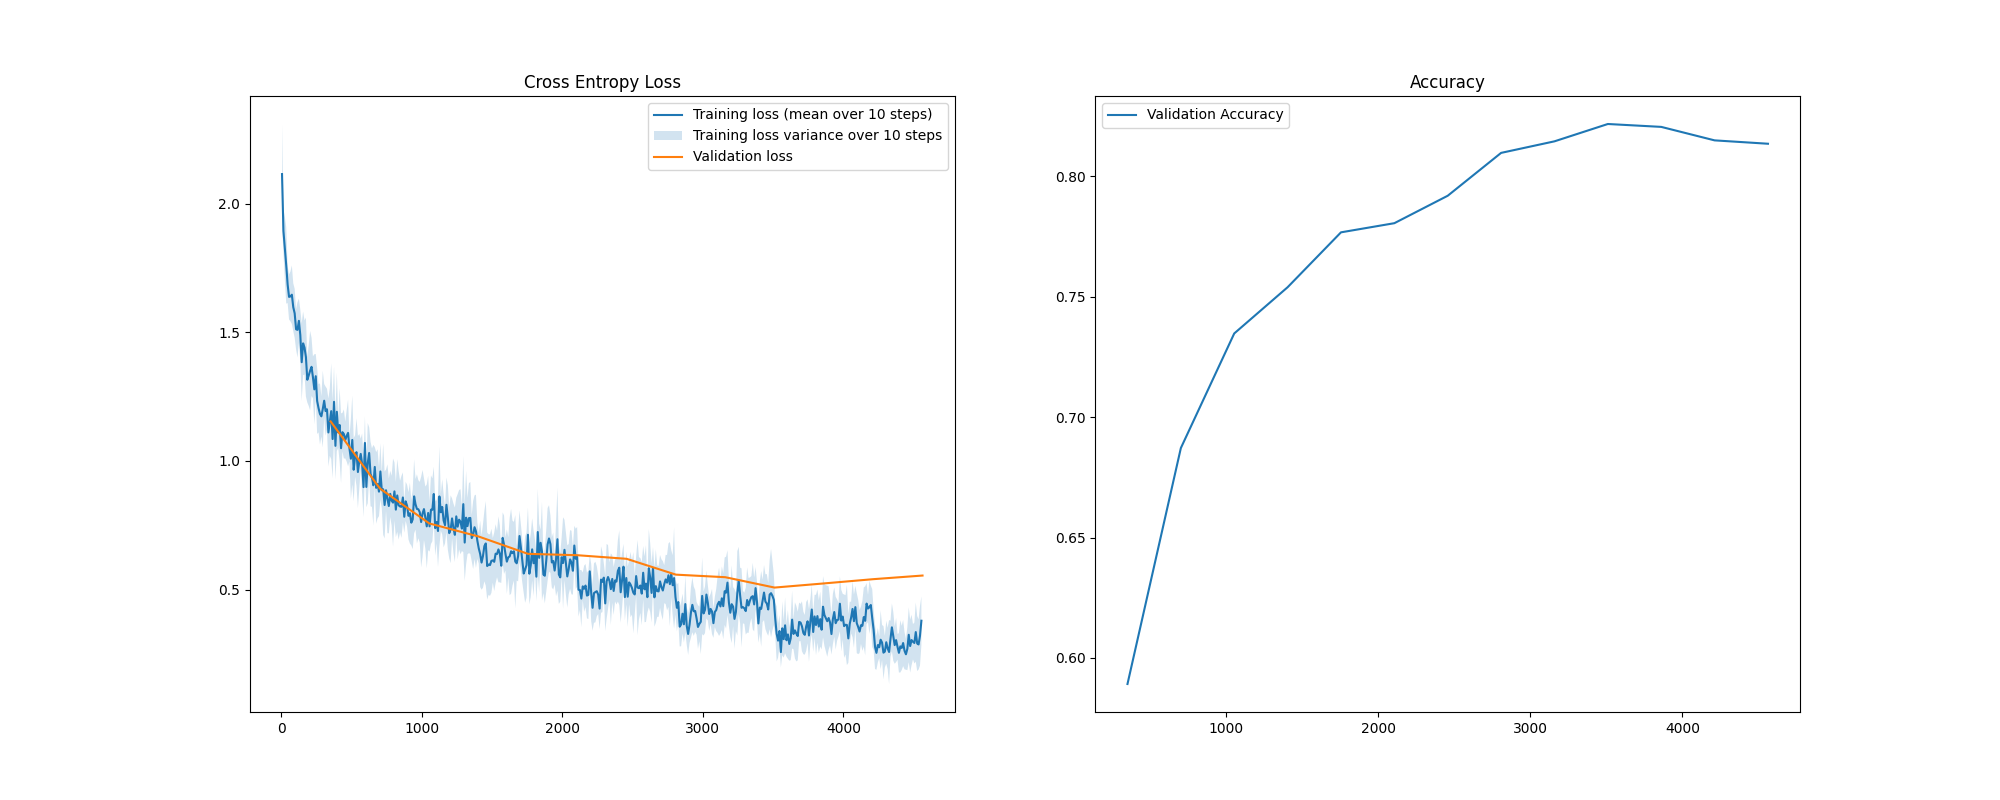 Cross Entropy Loss
Training loss (mean over 10 steps)
Training loss variance over 10 steps
Validation loss
2.0
1.5
1.0
0.5
0 1000 2000 3000 4000
Accuracy
Validation Accuracy
0.80
0.75
0.70
0.65
0.60
1000 2000 3000 4000